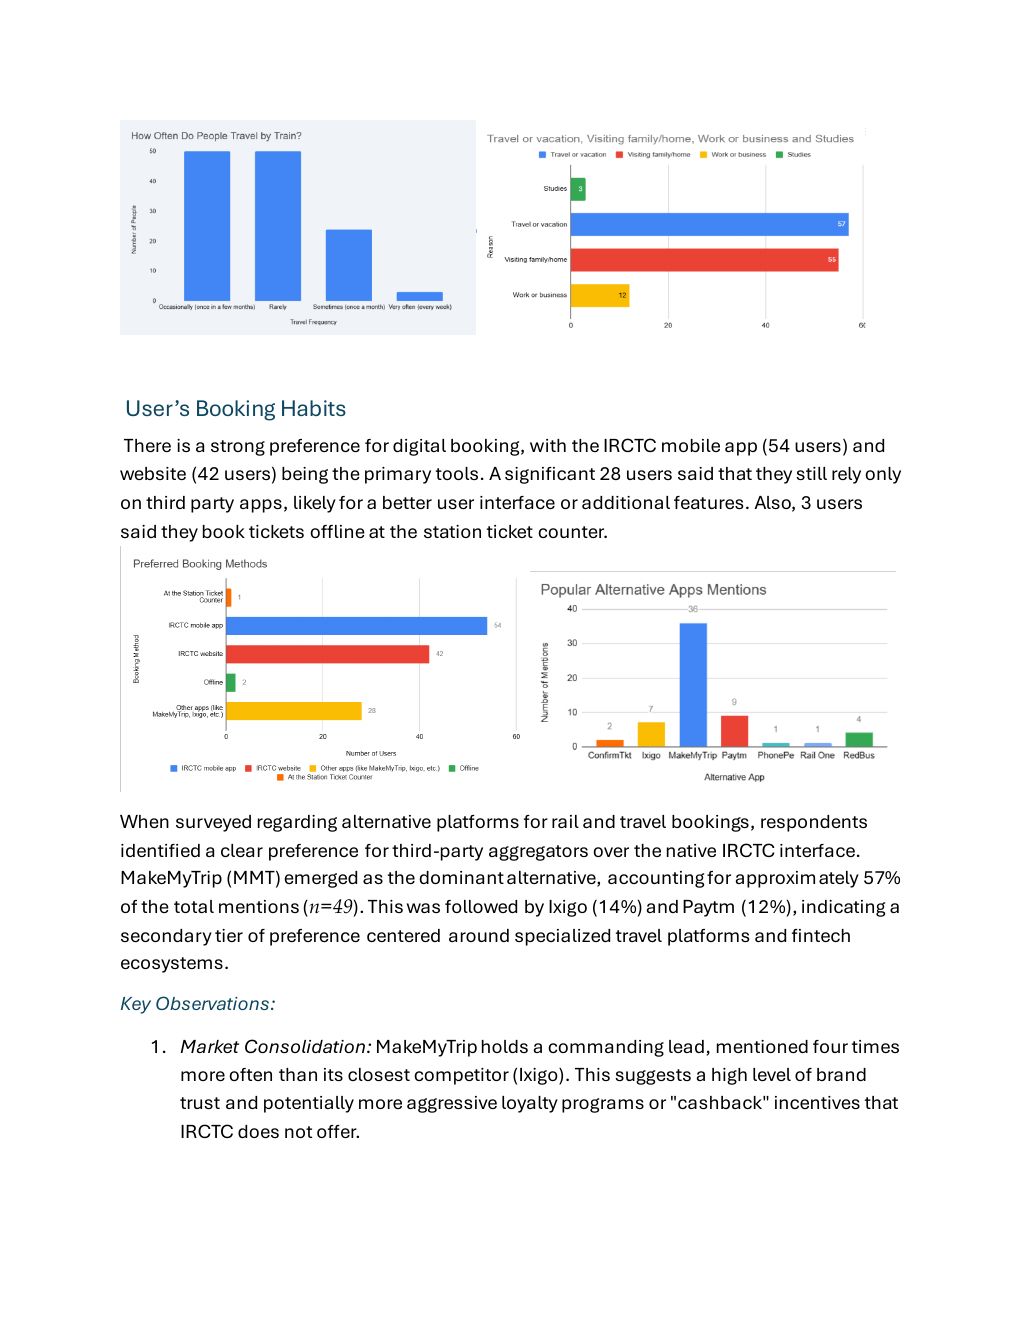 How Often Do People Travel by Train?
50
40
30
20
10
0
Number of People
Occasionally (once in a few months) Rarely Sometimes (once a month) Very often (every week)
Travel Frequency
Travel or vacation, Visiting family/home, Work or business and Studies
Travel or vacation Visiting family/home Work or business Studies
Reason
Studies 3
Travel or vacation 57
Visiting family/home 55
Work or business 12
0 20 40 60
User’s Booking Habits
There is a strong preference for digital booking, with the IRCTC mobile app (54 users) and
website (42 users) being the primary tools. A significant 28 users said that they still rely only
on third party apps, likely for a better user interface or additional features. Also, 3 users
said they book tickets offline at the station ticket counter.
Preferred Booking Methods
Booking Method
At the Station Ticket
Counter 1
IRCTC mobile app 54
IRCTC website 42
Offline 2
Other apps (like
MakeMyTrip, Ixigo, etc.) 28
0 20 40 60
Number of Users
IRCTC mobile app IRCTC website Other apps (like MakeMyTrip, Ixigo, etc.) Offline
At the Station Ticket Counter
Popular Alternative Apps Mentions
Number of Mentions
40
30
20
10
0
2 7 36 9 1 1 4
ConfirmTkt Ixigo MakeMyTrip Paytm PhonePe Rail One RedBus
Alternative App
When surveyed regarding alternative platforms for rail and travel bookings, respondents
identified a clear preference for third-party aggregators over the native IRCTC interface.
MakeMyTrip (MMT) emerged as the dominant alternative, accounting for approximately 57%
of the total mentions (n=49). This was followed by Ixigo (14%) and Paytm (12%), indicating a
secondary tier of preference centered around specialized travel platforms and fintech
ecosystems.
Key Observations:
1. Market Consolidation: MakeMyTrip holds a commanding lead, mentioned four times
more often than its closest competitor (Ixigo). This suggests a high level of brand
trust and potentially more aggressive loyalty programs or "cashback" incentives that
IRCTC does not offer.